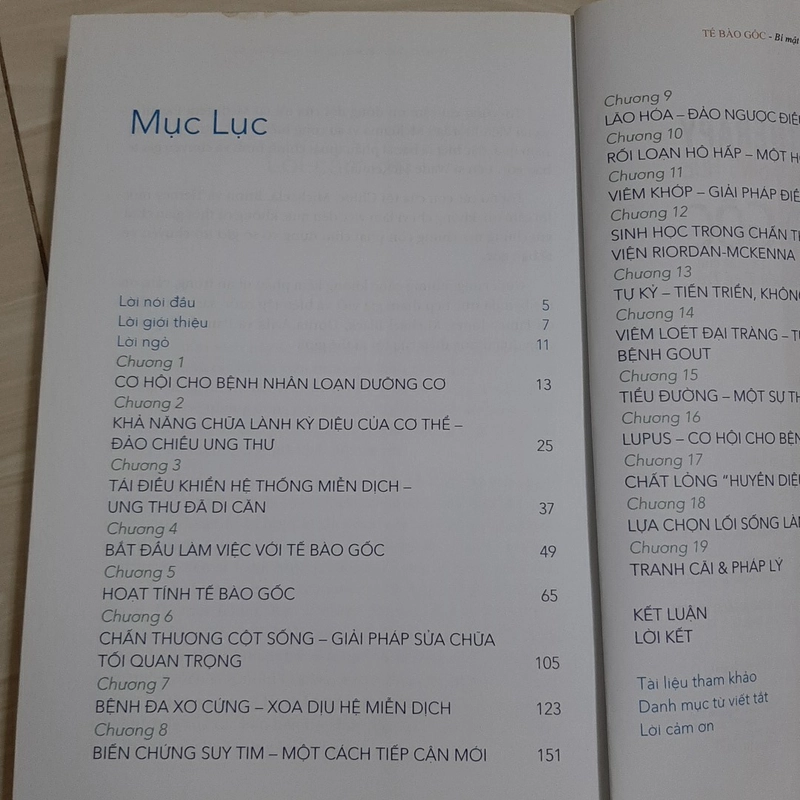 Mục Lục
Lời nói đầu 5
Lời giới thiệu 7
Lời ngỏ 11
Chương 1
CƠ HỘI CHO BỆNH NHÂN LOẠN DƯỠNG CƠ 13
Chương 2
KHẢ NĂNG CHỮA LÀNH KỲ DIỆU CỦA CƠ THỂ –
ĐẢO CHIỀU UNG THƯ 25
Chương 3
TÁI ĐIỀU KHIỂN HỆ THỐNG MIỄN DỊCH –
UNG THƯ ĐÃ DI CĂN 37
Chương 4
BẮT ĐẦU LÀM VIỆC VỚI TẾ BÀO GỐC 49
Chương 5
HOẠT TÍNH TẾ BÀO GỐC 65
Chương 6
CHẤN THƯƠNG CỘT SỐNG – GIẢI PHÁP SỬA CHỮA
TỐI QUAN TRỌNG 105
Chương 7
BỆNH ĐA XƠ CỨNG – XOA DỊU HỆ MIỄN DỊCH 123
Chương 8
BIẾN CHỨNG SUY TIM – MỘT CÁCH TIẾP CẬN MỚI 151
TẾ BÀO GỐC - Bí mật
Chương 9
LÃO HÓA – ĐẢO NGƯỢC
Chương 10
RỐI LOẠN HÔ HẤP – MỘT
Chương 11
VIÊM KHỚP – GIẢI PHÁP
Chương 12
SINH HỌC TRONG CHẤN
VIỆN RIORDAN-MCKENNA
Chương 13
TỰ KỶ – TIẾN TRIỂN, KHÔNG
Chương 14
VIÊM LOÉT ĐẠI TRÀNG –
BỆNH GOUT
Chương 15
TIỂU ĐƯỜNG – MỘT SỰ
Chương 16
LUPUS – CƠ HỘI CHO
Chương 17
CHẤT LỎNG “HUYỀN
Chương 18
LỰA CHỌN LỐI SỐNG
Chương 19
TRANH CÃI & PHÁP LÝ
KẾT LUẬN
LỜI KẾT
Tài liệu tham khảo
Danh mục từ viết tắt
Lời cảm ơn